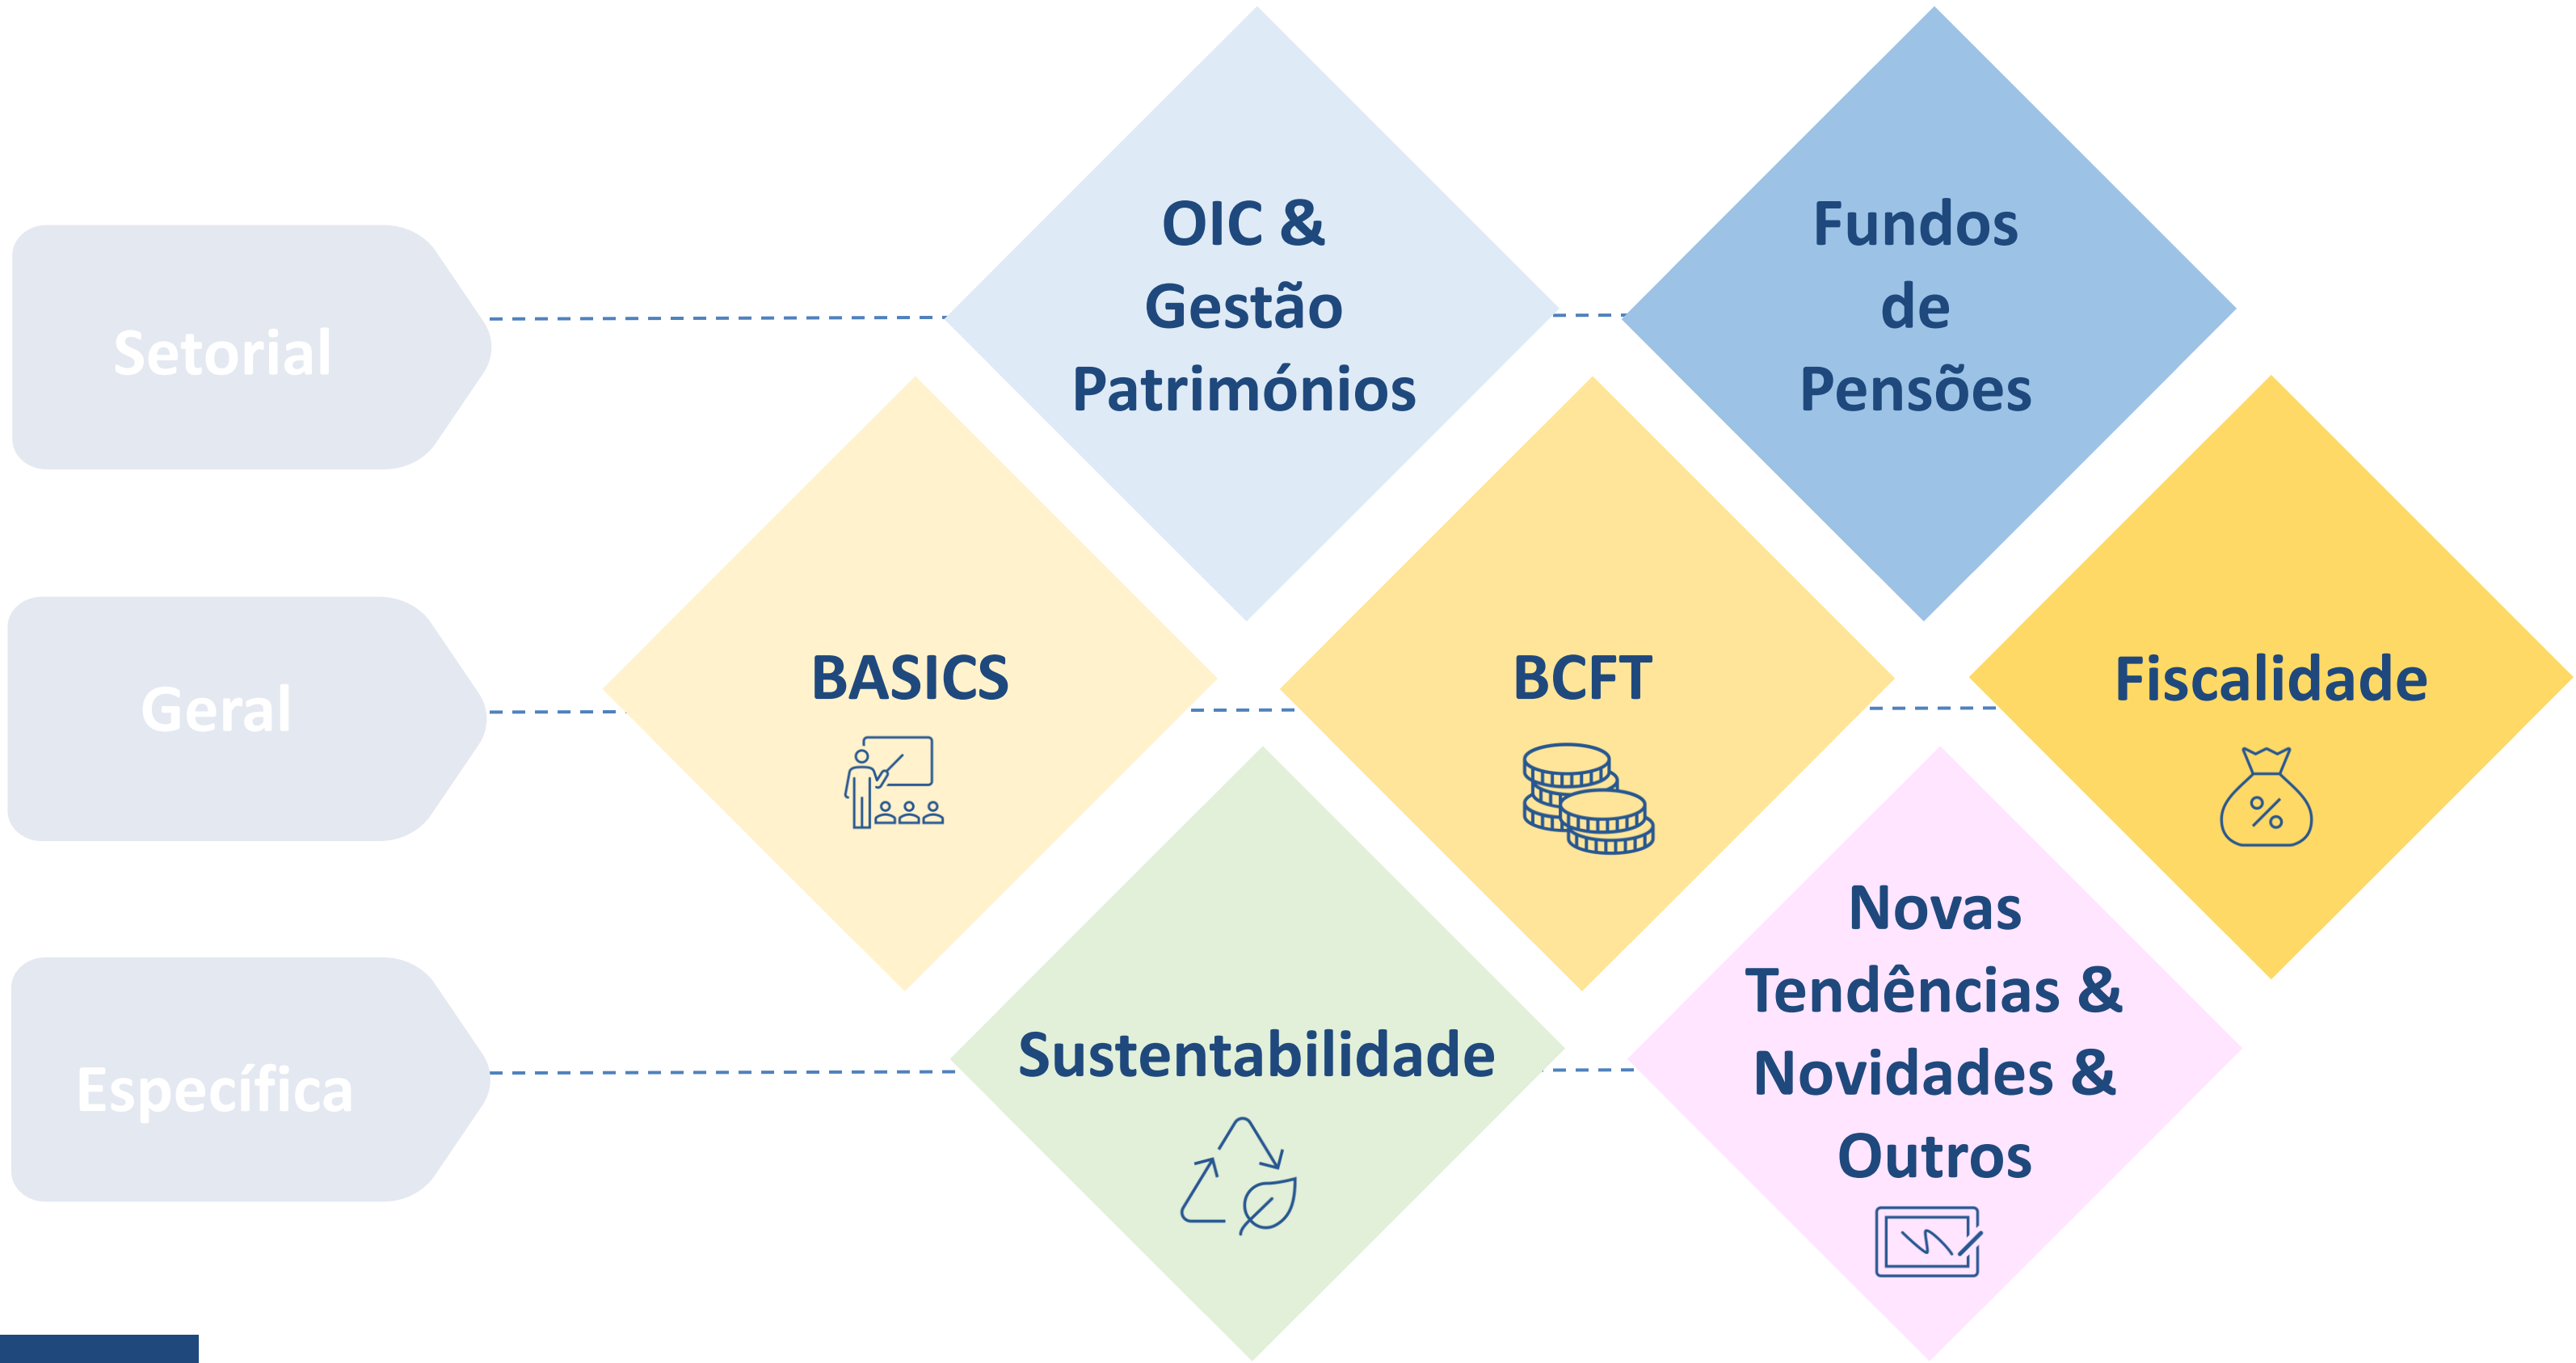 Setorial
OIC &
Gestão
Patrimónios
Fundos
de
Pensões
Geral
BASICS
BCFT
Fiscalidade
Específica
Sustentabilidade
Novas
Tendências &
Novidades &
Outros